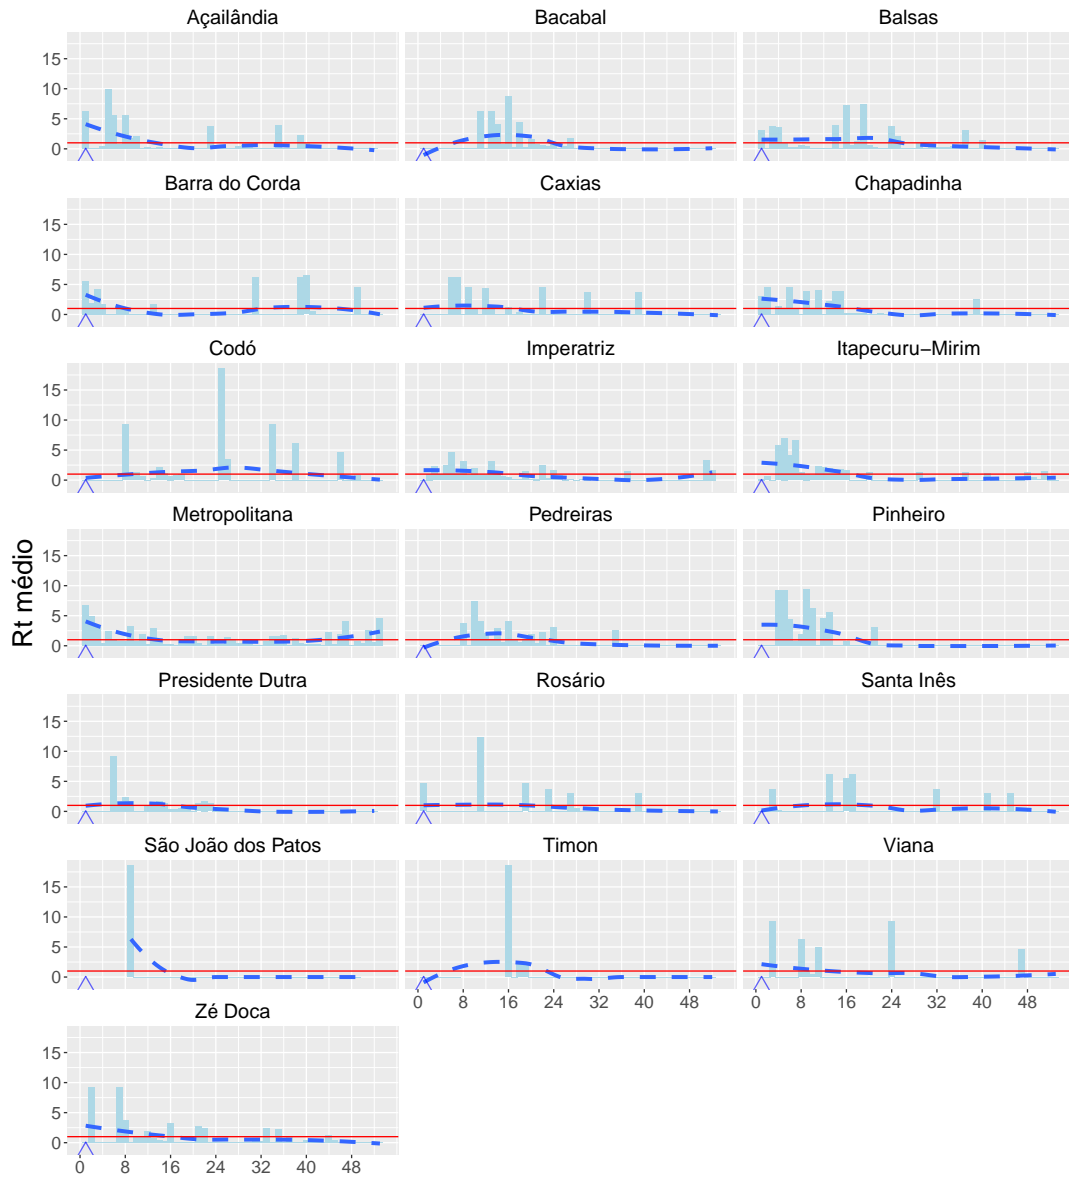 Açailândia Bacabal Balsas
15
10
5
0
Barra do Corda Caxias Chapadinha
15
10
5
0
Codó Imperatriz Itapecuru−Mirim
15
10
5
0
Metropolitana Pedreiras Pinheiro
15
10
5
0
Rt médio
Presidente Dutra Rosário Santa Inês
15
10
5
0
São João dos Patos Timon Viana
15
10
5
0
0 8 16 24 32 40 48 0 8 16 24 32 40 48
Zé Doca
15
10
5
0
0 8 16 24 32 40 48